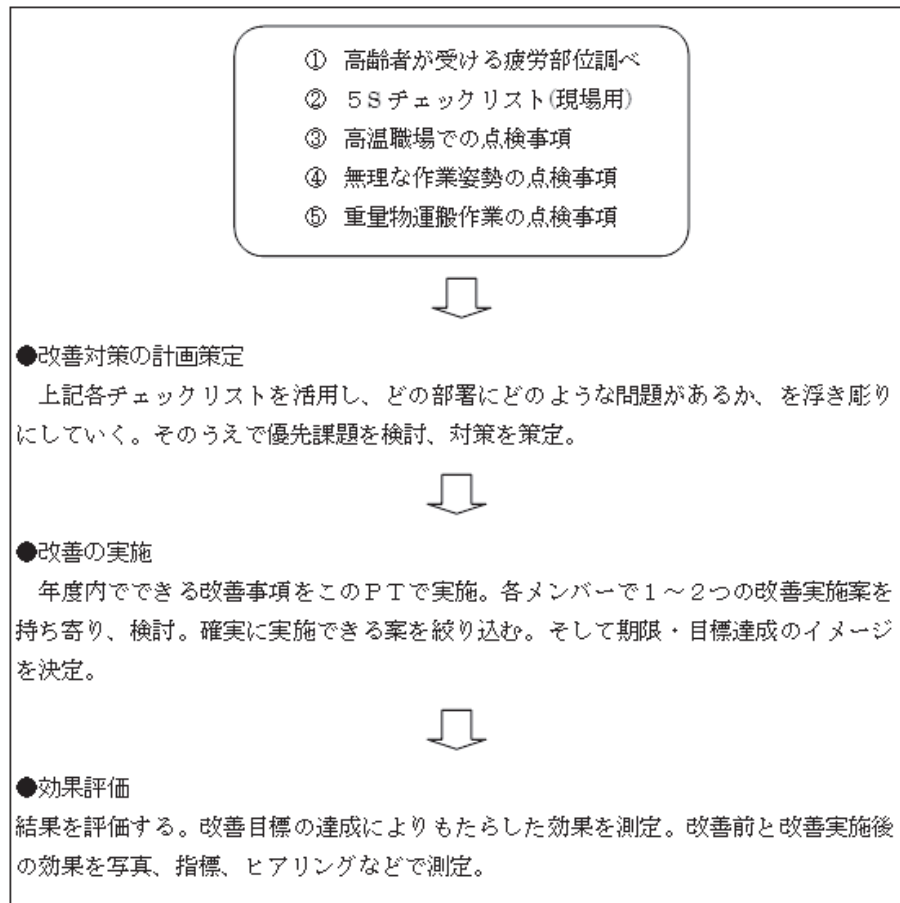 ① 高齢者が受ける疲労部位調べ
② 5Sチェックリスト(現場用)
③ 高温職場での点検事項
④ 無理な作業姿勢の点検事項
⑤ 重量物運搬作業の点検事項
●改善対策の計画策定
上記各チェックリストを活用し、どの部署にどのような問題があるか、を浮き彫り
にしていく。そのうえで優先課題を検討、対策を策定。
●改善の実施
年度内でできる改善事項をこのPTで実施。各メンバーで1~2つの改善実施案を
持ち寄り、検討。確実に実施できる案を絞り込む。そして期限・目標達成のイメージ
を決定。
●効果評価
結果を評価する。改善目標の達成によりもたらした効果を測定。改善前と改善実施後
の効果を写真、指標、ヒアリングなどで測定。